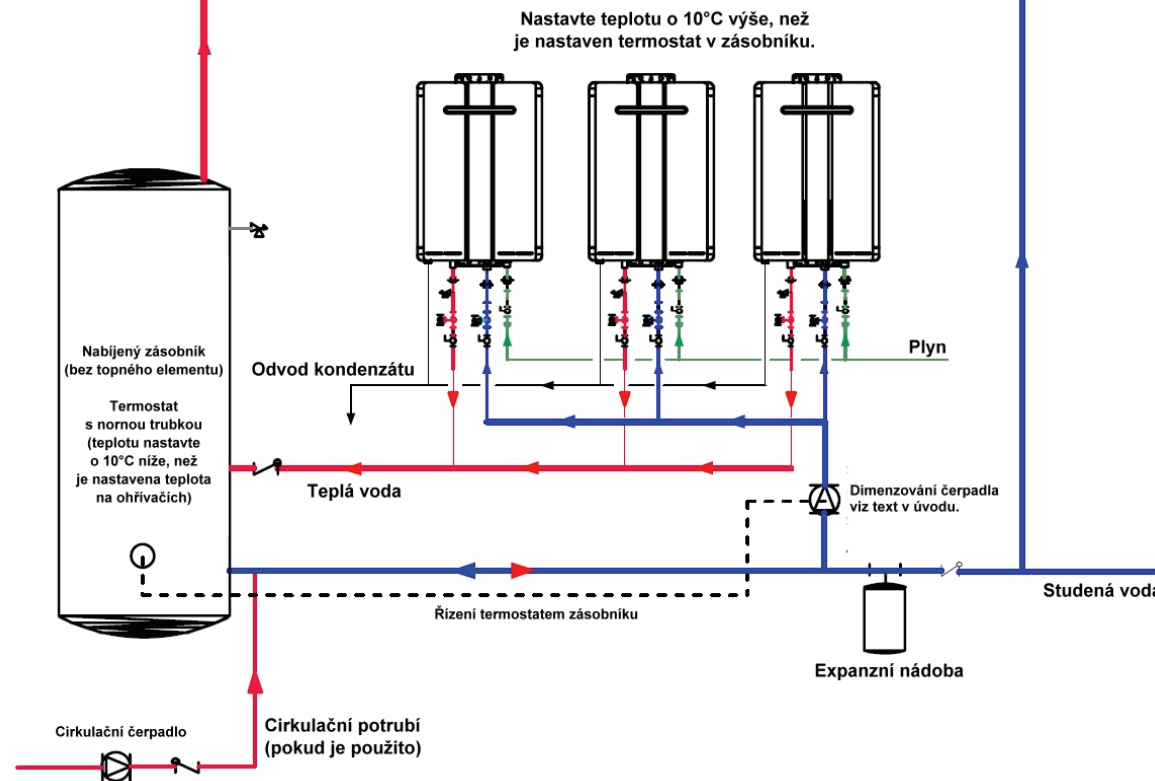 Nastavte teplotu o 10°C výše, než
je nastaven termostat v zásobníku.
Nabíjený zásobník
(bez topného elementu)
Termostat
s nornou trubkou
(teplotu nastavte
o 10°C níže, než
je nastavena teplota
na ohřívačích)
Odvod kondenzátu
Plyn
Teplá voda
Dimenzování čerpadla
viz text v úvodu.
Řízení termostatem zásobníku
Studená voda
Expanzní nádoba
Cirkulační čerpadlo
Cirkulační potrubí
(pokud je použito)